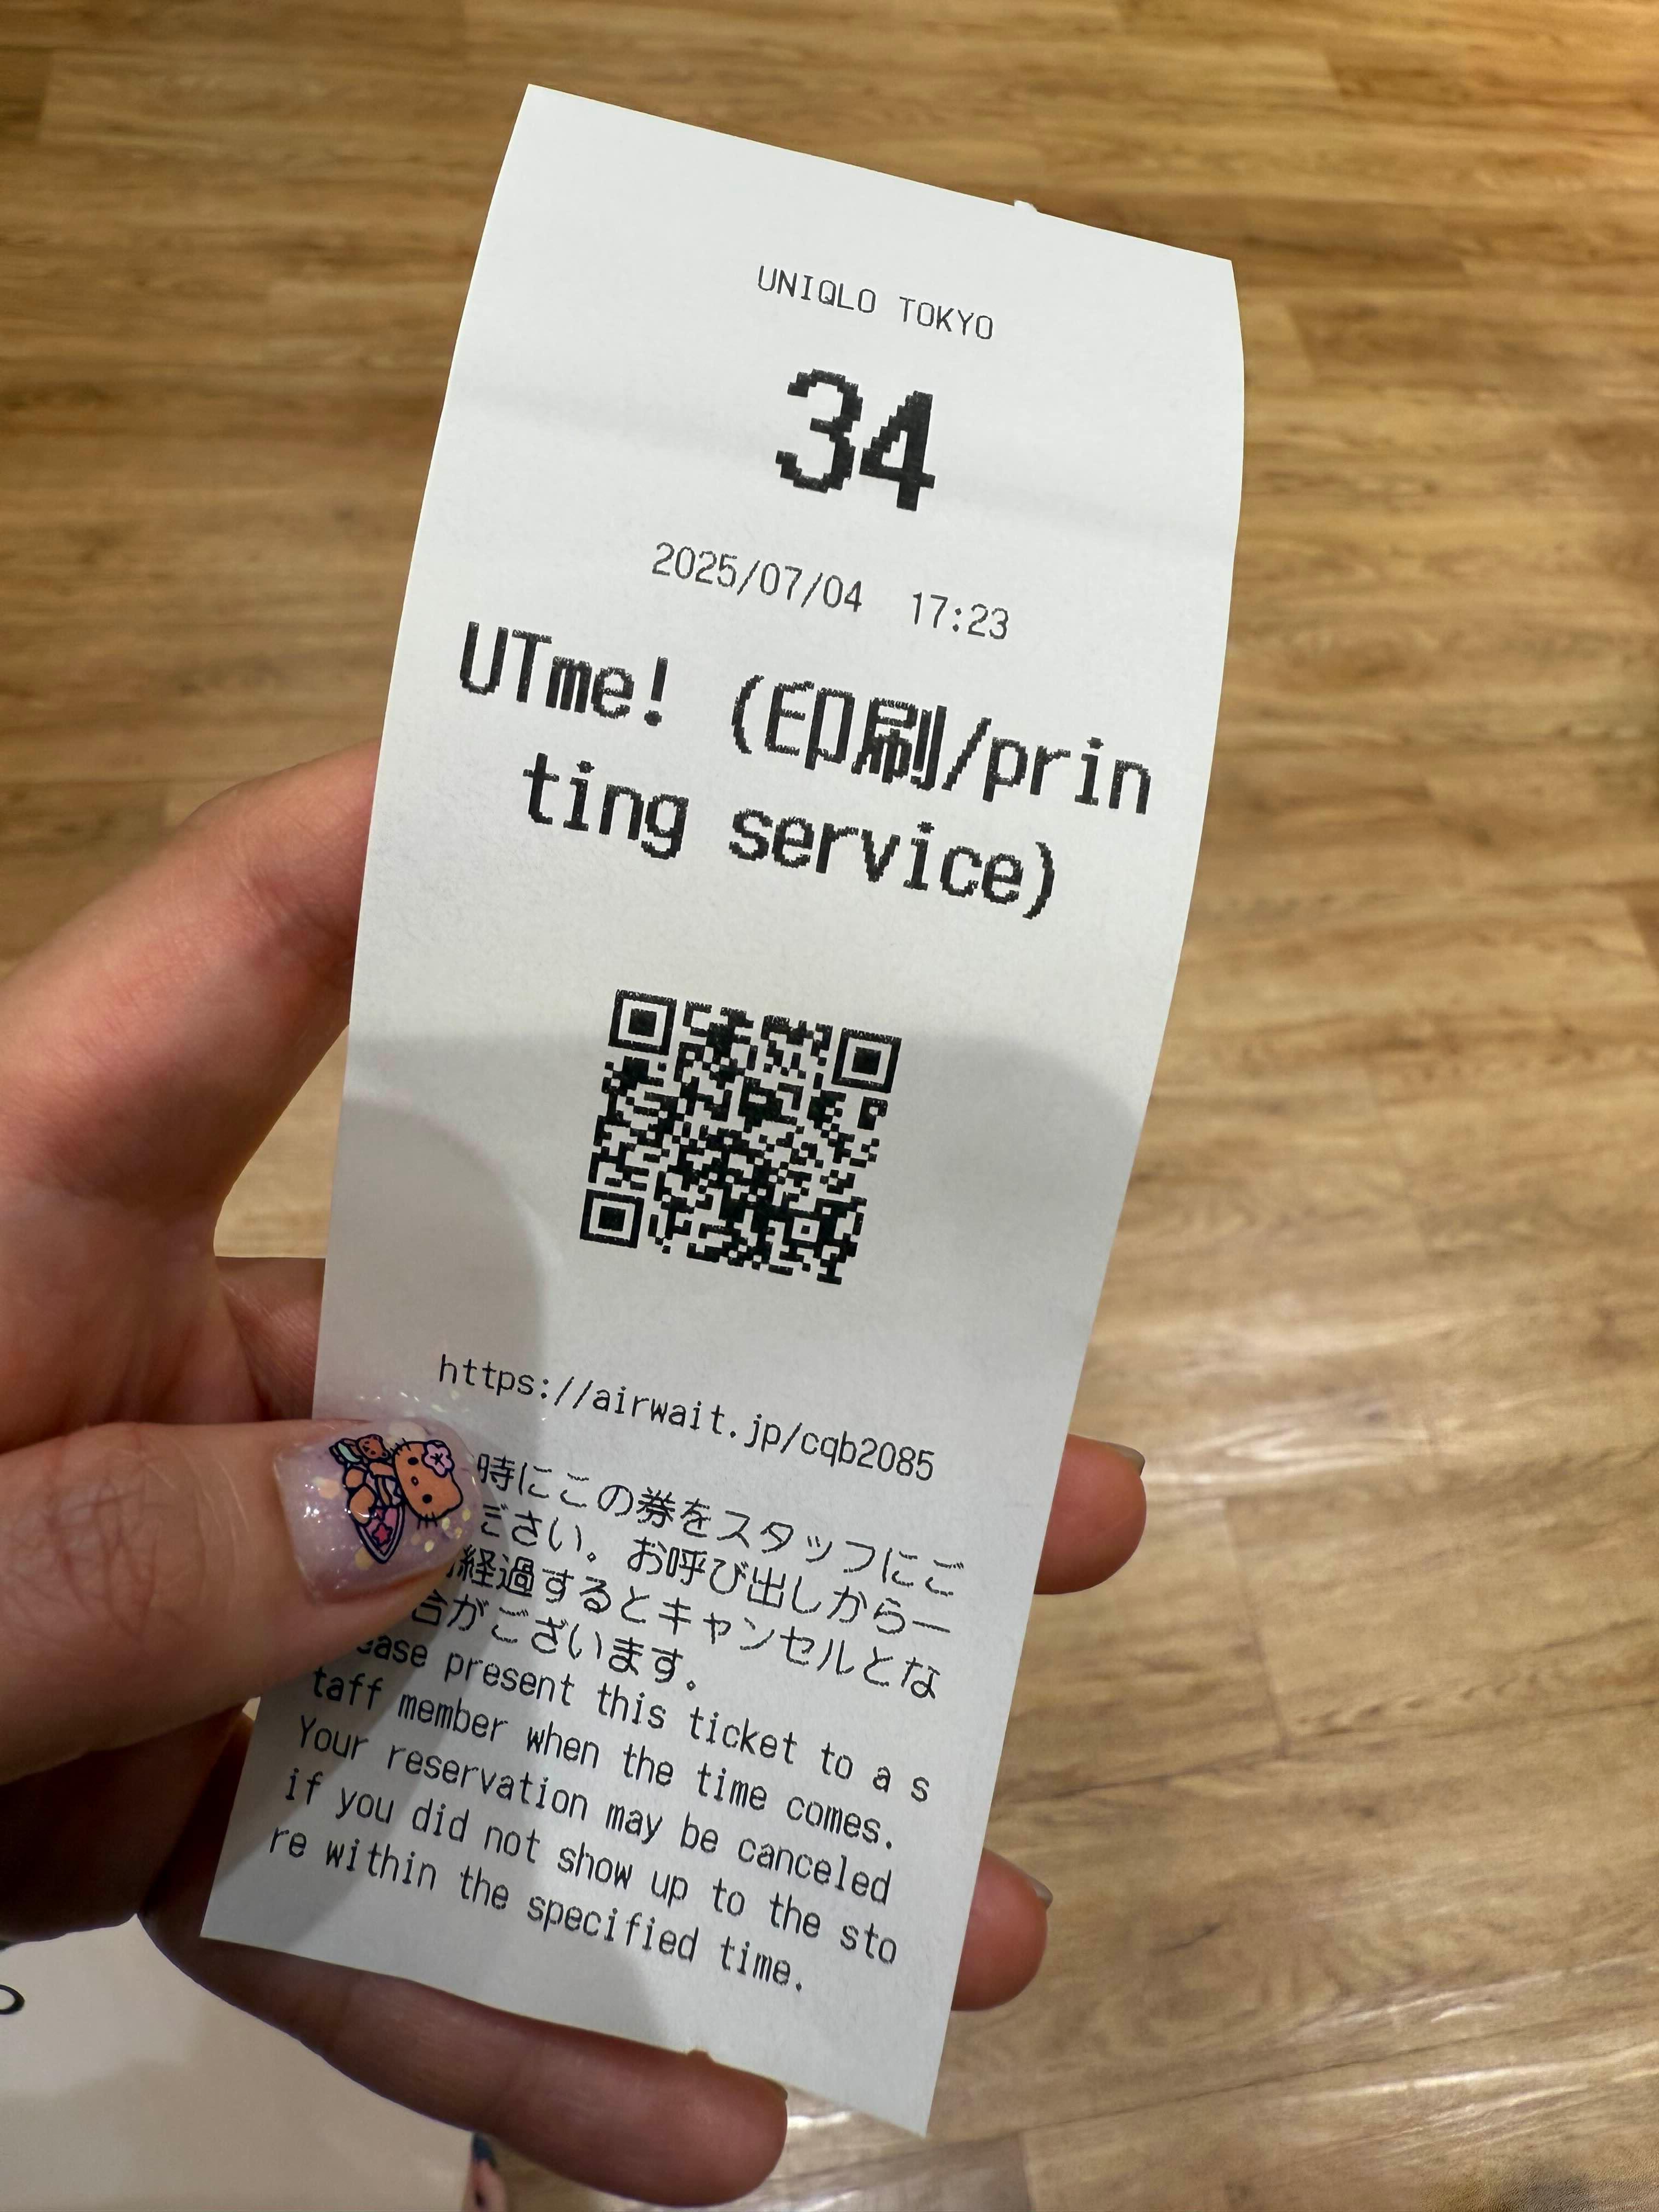 UNIQLO TOKYO
34
2025/07/04 17:23
UTme! (印刷/prin
ting service)
https://airwait.jp/cqb2085
時にこの券をスタッフにご
ださい。お呼び出しから一
経過するとキャンセルとな
合がございます。
ease present this ticket to a s
taff member when the time comes.
Your reservation may be canceled
if you did not show up to the sto
re within the specified time.